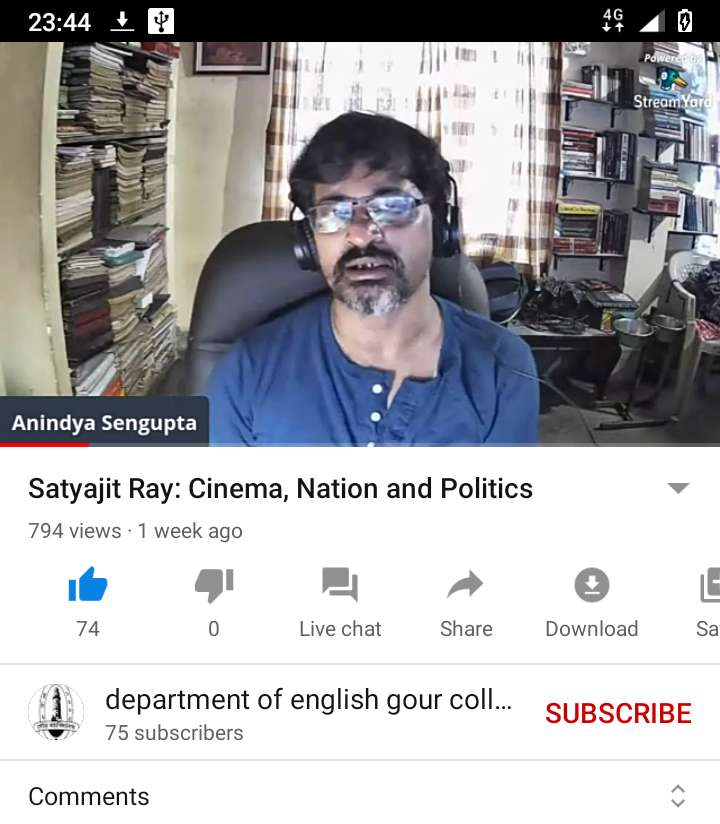 23:44
4G
Powered by
StreamYard
Anindya Sengupta
Satyajit Ray: Cinema, Nation and Politics
794 views · 1 week ago
74
0
Live chat
Share
Download
Sa
department of english gour coll...
SUBSCRIBE
75 subscribers
Comments